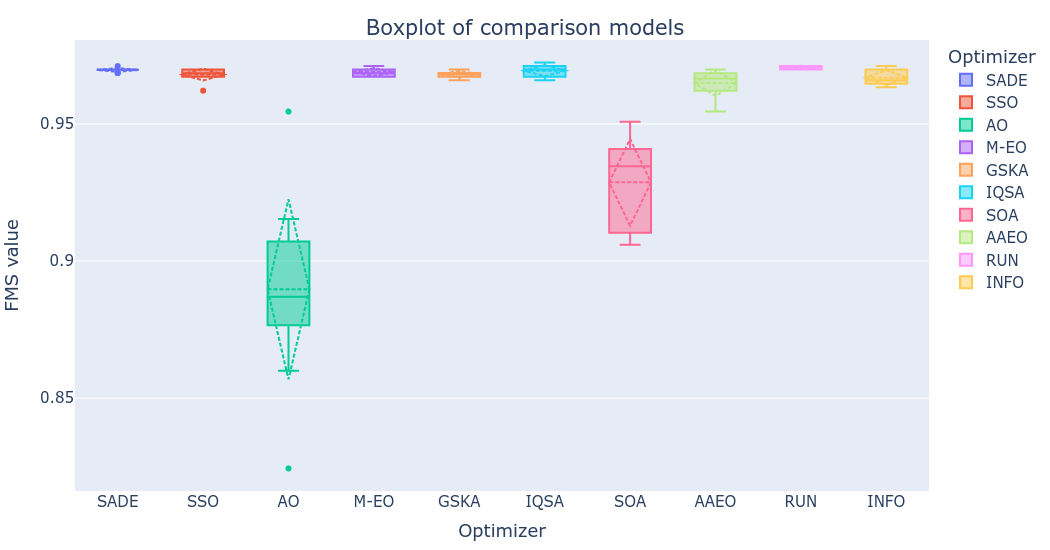 Boxplot of comparison models
FMS value
0.95
0.9
0.85
SADE
SSO
AO
M-EO
GSKA
IQSA
SOA
AAEO
RUN
INFO
Optimizer
Optimizer
SADE
SSO
AO
M-EO
GSKA
IQSA
SOA
AAEO
RUN
INFO